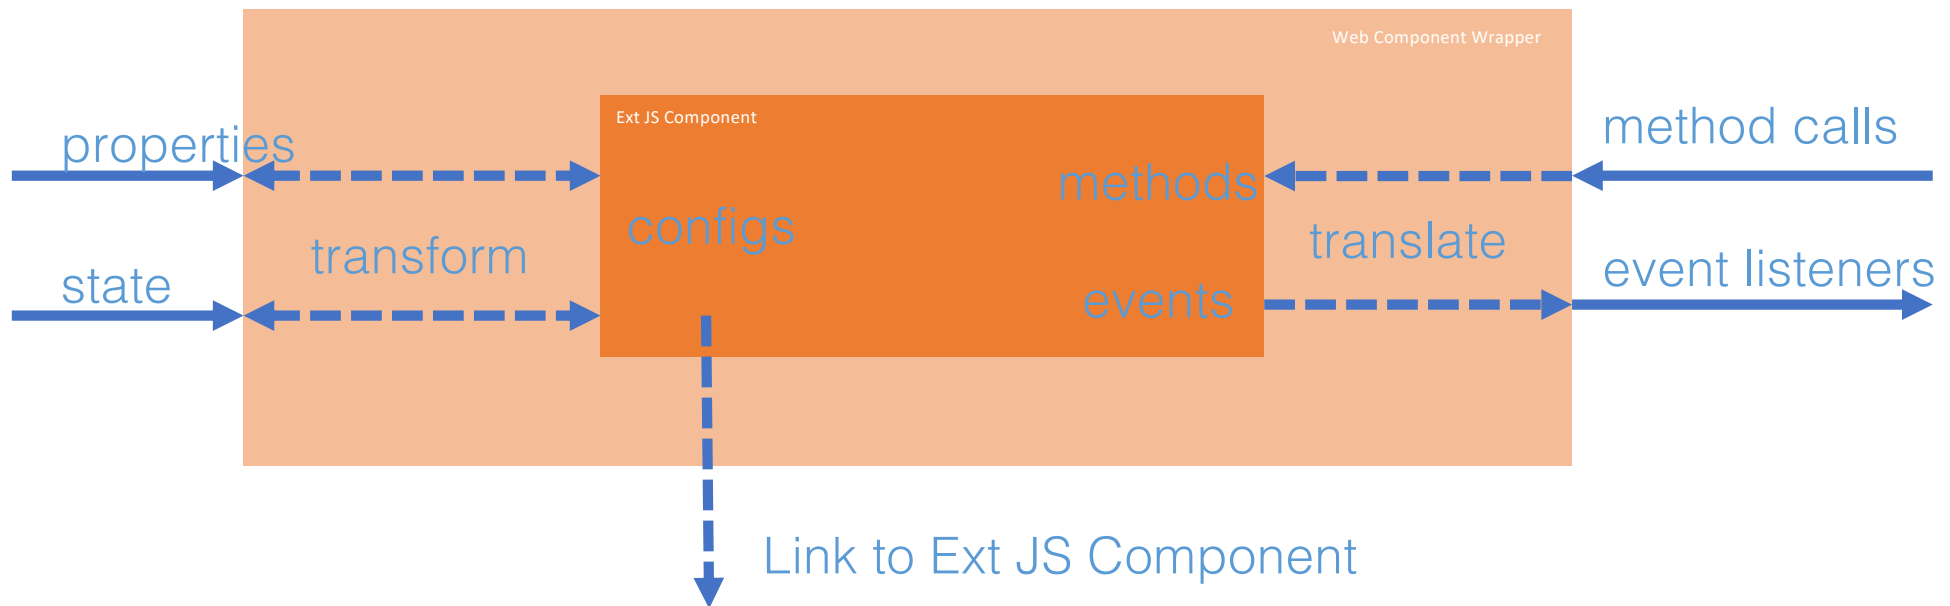 Web Component Wrapper
Ext JS Component
properties
method calls
methods
configs
transform
translate
state
event listeners
events
Link to Ext JS Component